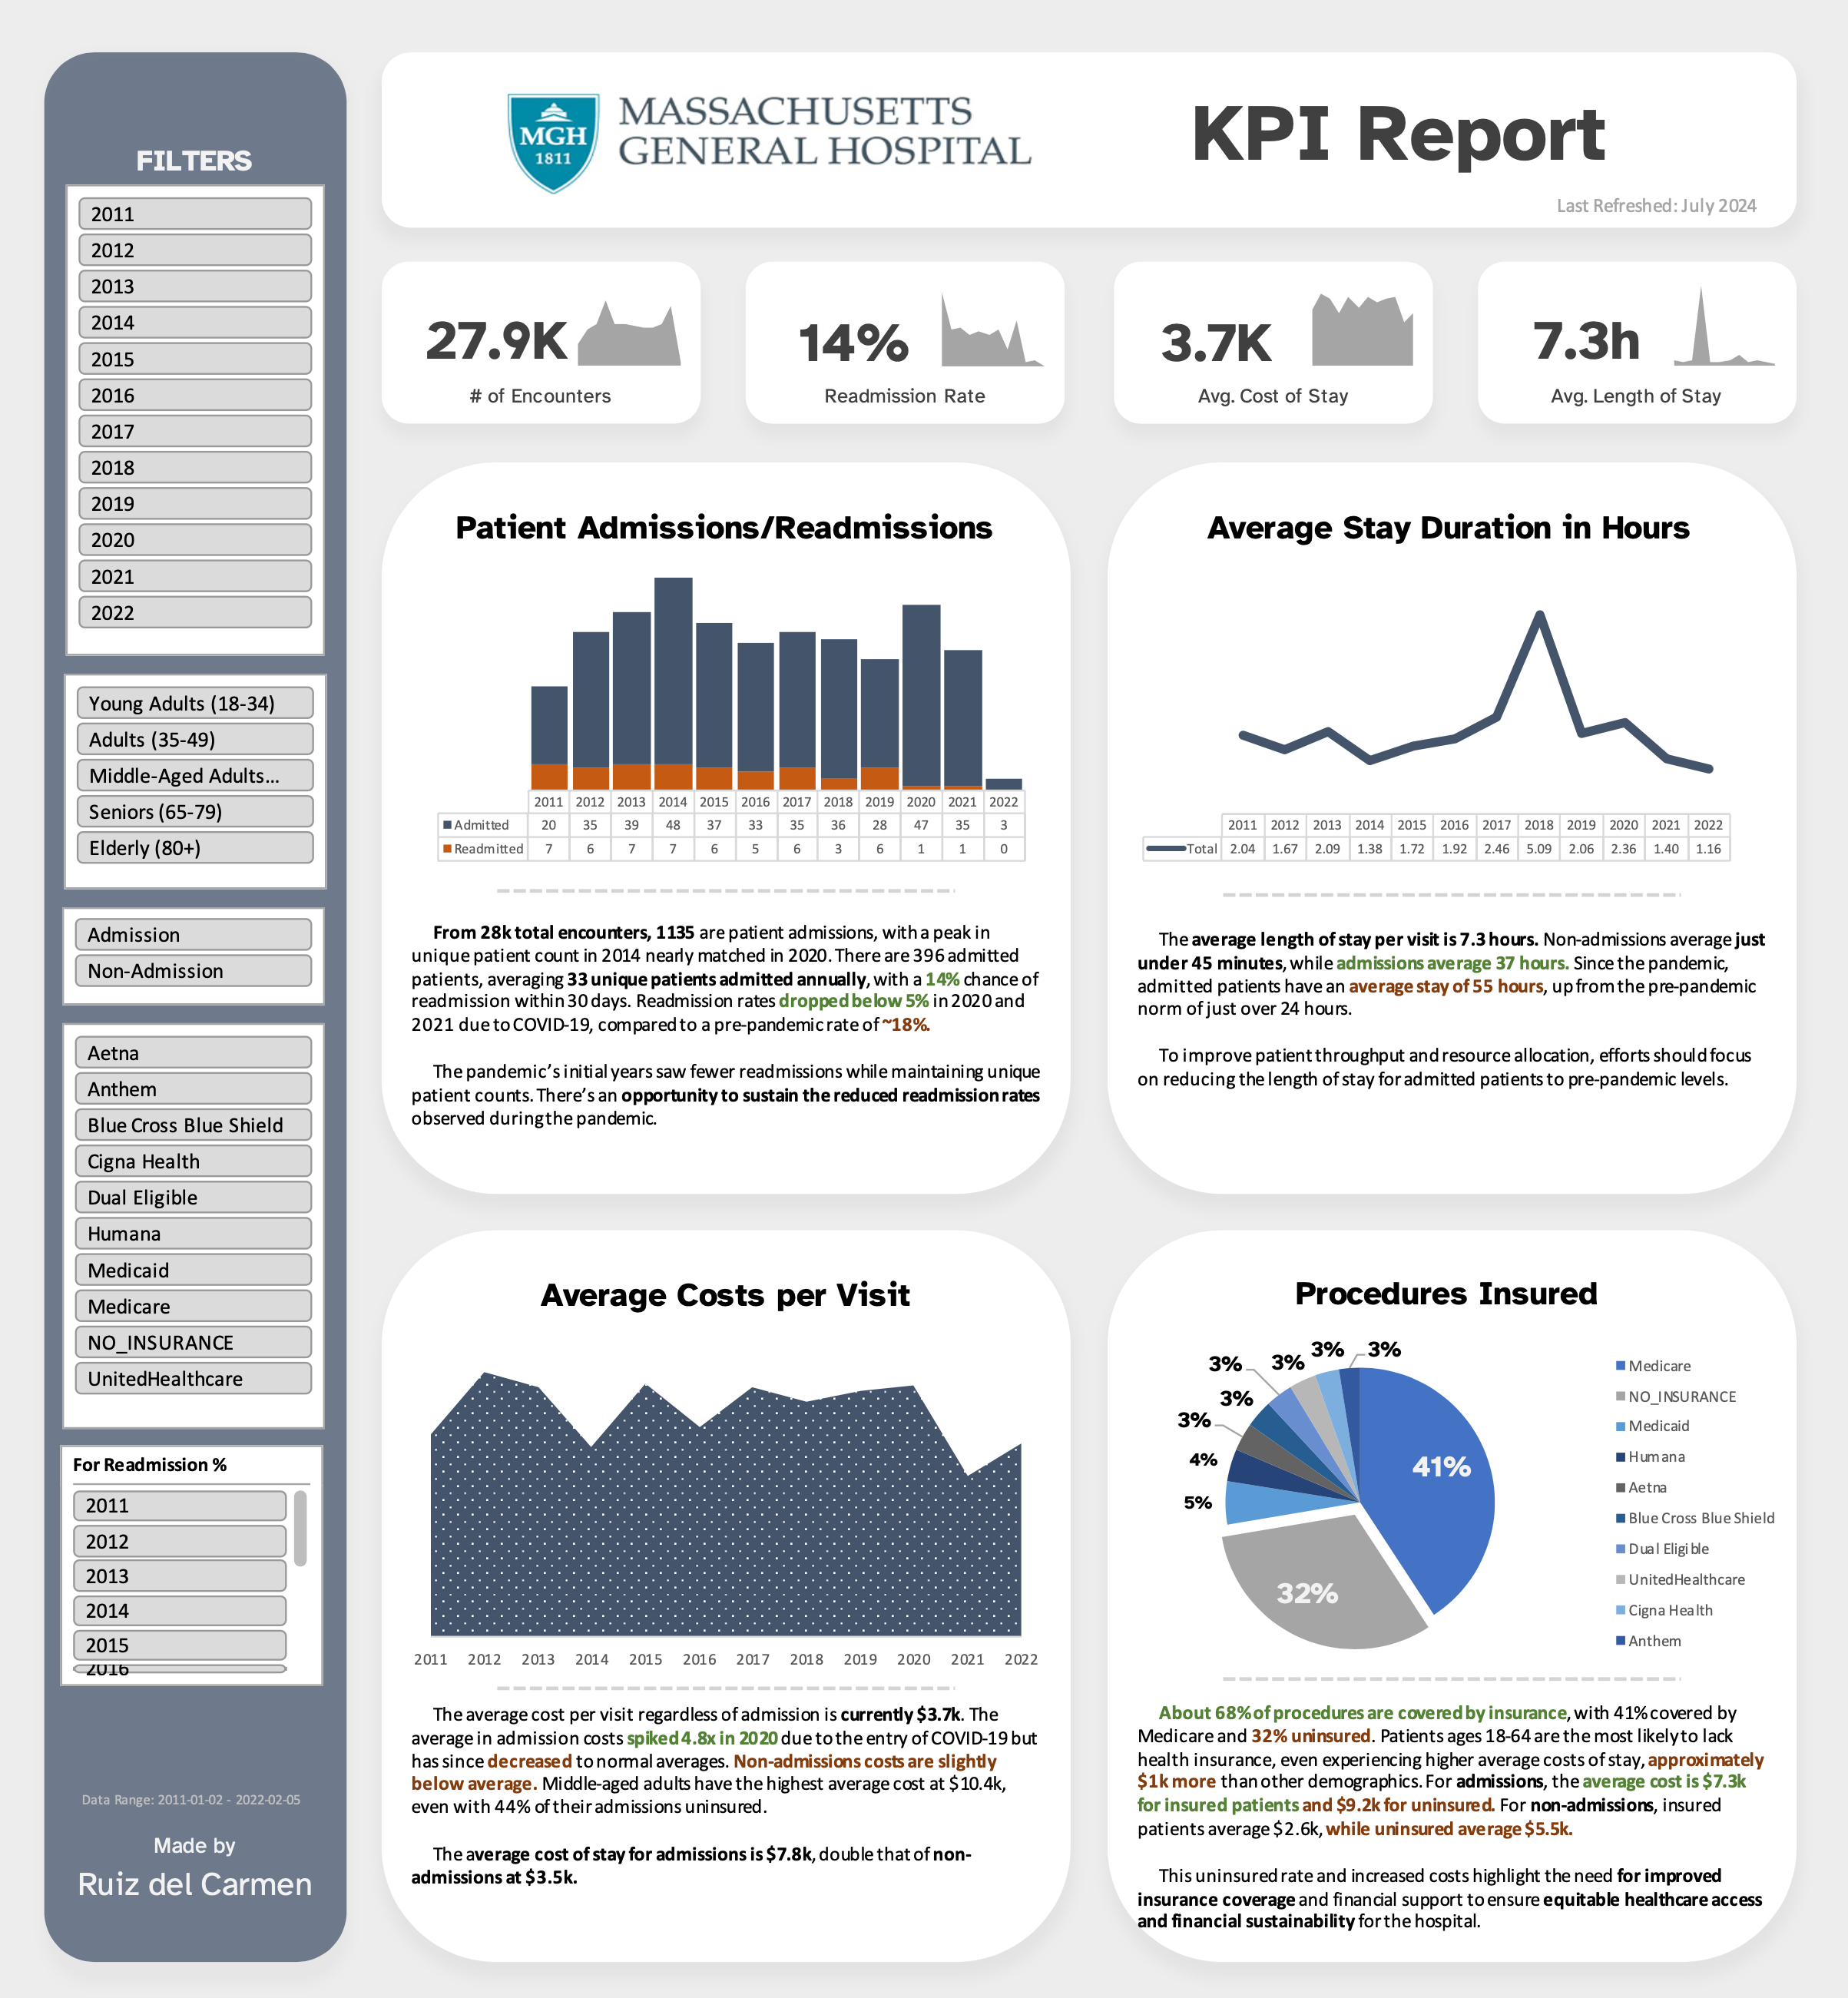 FILTERS
2011
2012
2013
2014
2015
2016
2017
2018
2019
2020
2021
2022
Young Adults (18-34)
Adults (35-49)
Middle-Aged Adults...
Seniors (65-79)
Elderly (80+)
Admission
Non-Admission
Aetna
Anthem
Blue Cross Blue Shield
Cigna Health
Dual Eligible
Humana
Medicaid
Medicare
NO_INSURANCE
UnitedHealthcare
For Readmission %
2011
2012
2013
2014
2015
2016
Data Range: 2011-01-02 - 2022-02-05
Made by
Ruiz del Carmen
MGH
1811
MASSACHUSETTS
GENERAL HOSPITAL
KPI Report
Last Refreshed: July 2024
27.9K
# of Encounters
14%
Readmission Rate
3.7K
Avg. Cost of Stay
7.3h
Avg. Length of Stay
Patient Admissions/Readmissions
2011 2012 2013 2014 2015 2016 2017 2018 2019 2020 2021 2022
Admitted 20 35 39 48 37 33 35 36 28 47 35 3
Readmitted 7 6 7 7 6 5 6 3 6 1 1 0
From 28k total encounters, 1135 are patient admissions, with a peak in
unique patient count in 2014 nearly matched in 2020. There are 396 admitted
patients, averaging 33 unique patients admitted annually, with a 14% chance of
readmission within 30 days. Readmission rates dropped below 5% in 2020 and
2021 due to COVID-19, compared to a pre-pandemic rate of ~18%.
The pandemic's initial years saw fewer readmissions while maintaining unique
patient counts. There's an opportunity to sustain the reduced readmission rates
observed during the pandemic.
Average Stay Duration in Hours
2011 2012 2013 2014 2015 2016 2017 2018 2019 2020 2021 2022
Total 2.04 1.67 2.09 1.38 1.72 1.92 2.46 5.09 2.06 2.36 1.40 1.16
The average length of stay per visit is 7.3 hours. Non-admissions average just
under 45 minutes, while admissions average 37 hours. Since the pandemic,
admitted patients have an average stay of 55 hours, up from the pre-pandemic
norm of just over 24 hours.
To improve patient throughput and resource allocation, efforts should focus
on reducing the length of stay for admitted patients to pre-pandemic levels.
Average Costs per Visit
2011 2012 2013 2014 2015 2016 2017 2018 2019 2020 2021 2022
The average cost per visit regardless of admission is currently $3.7k. The
average in admission costs spiked 4.8x in 2020 due to the entry of COVID-19 but
has since decreased to normal averages. Non-admissions costs are slightly
below average. Middle-aged adults have the highest average cost at $10.4k,
even with 44% of their admissions uninsured.
The average cost of stay for admissions is $7.8k, double that of non-
admissions at $3.5k.
Procedures Insured
3% 3%
3% 3%
3%
3%
4%
5%
41%
32%
Medicare
NO_INSURANCE
Medicaid
Humana
Aetna
Blue Cross Blue Shield
Dual Eligible
UnitedHealthcare
Cigna Health
Anthem
About 68% of procedures are covered by insurance, with 41% covered by
Medicare and 32% uninsured. Patients ages 18-64 are the most likely to lack
health insurance, even experiencing higher average costs of stay, approximately
$1k more than other demographics. For admissions, the average cost is $7.3k
for insured patients and $9.2k for uninsured. For non-admissions, insured
patients average $2.6k, while uninsured average $5.5k.
This uninsured rate and increased costs highlight the need for improved
insurance coverage and financial support to ensure equitable healthcare access
and financial sustainability for the hospital.